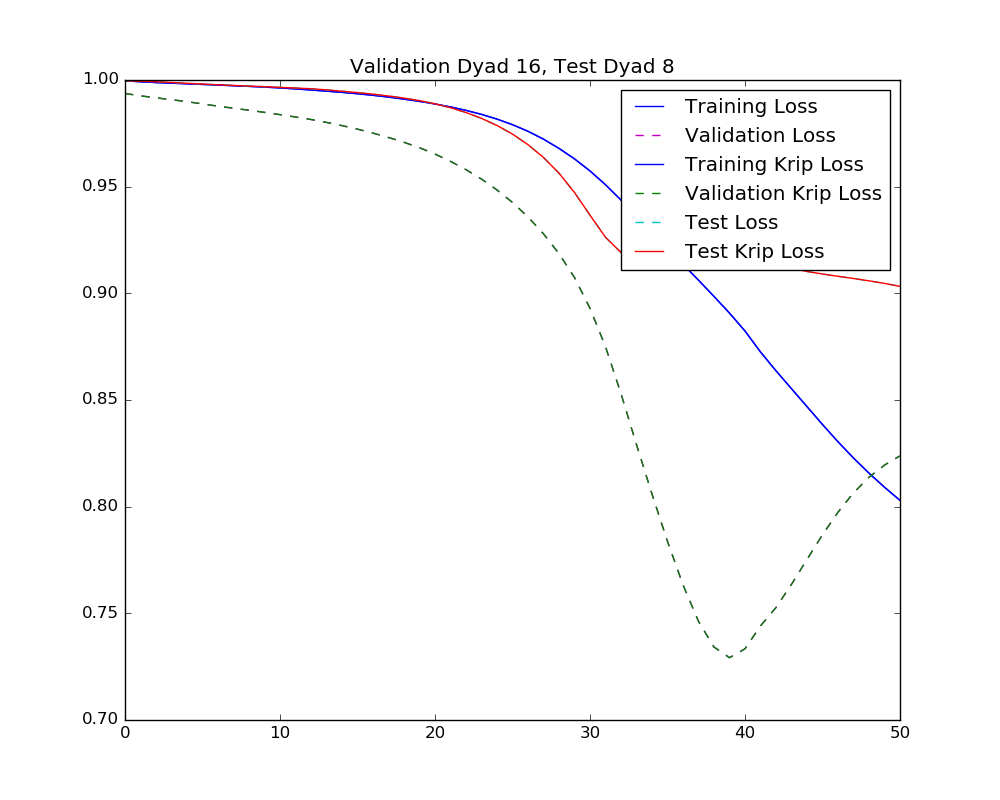 Validation Dyad 16, Test Dyad 8
1.00
0.95
0.90
0.85
0.80
0.75
0.70
0
10
20
30
40
50
Training Loss
Validation Loss
Training Krip Loss
Validation Krip Loss
Test Loss
Test Krip Loss